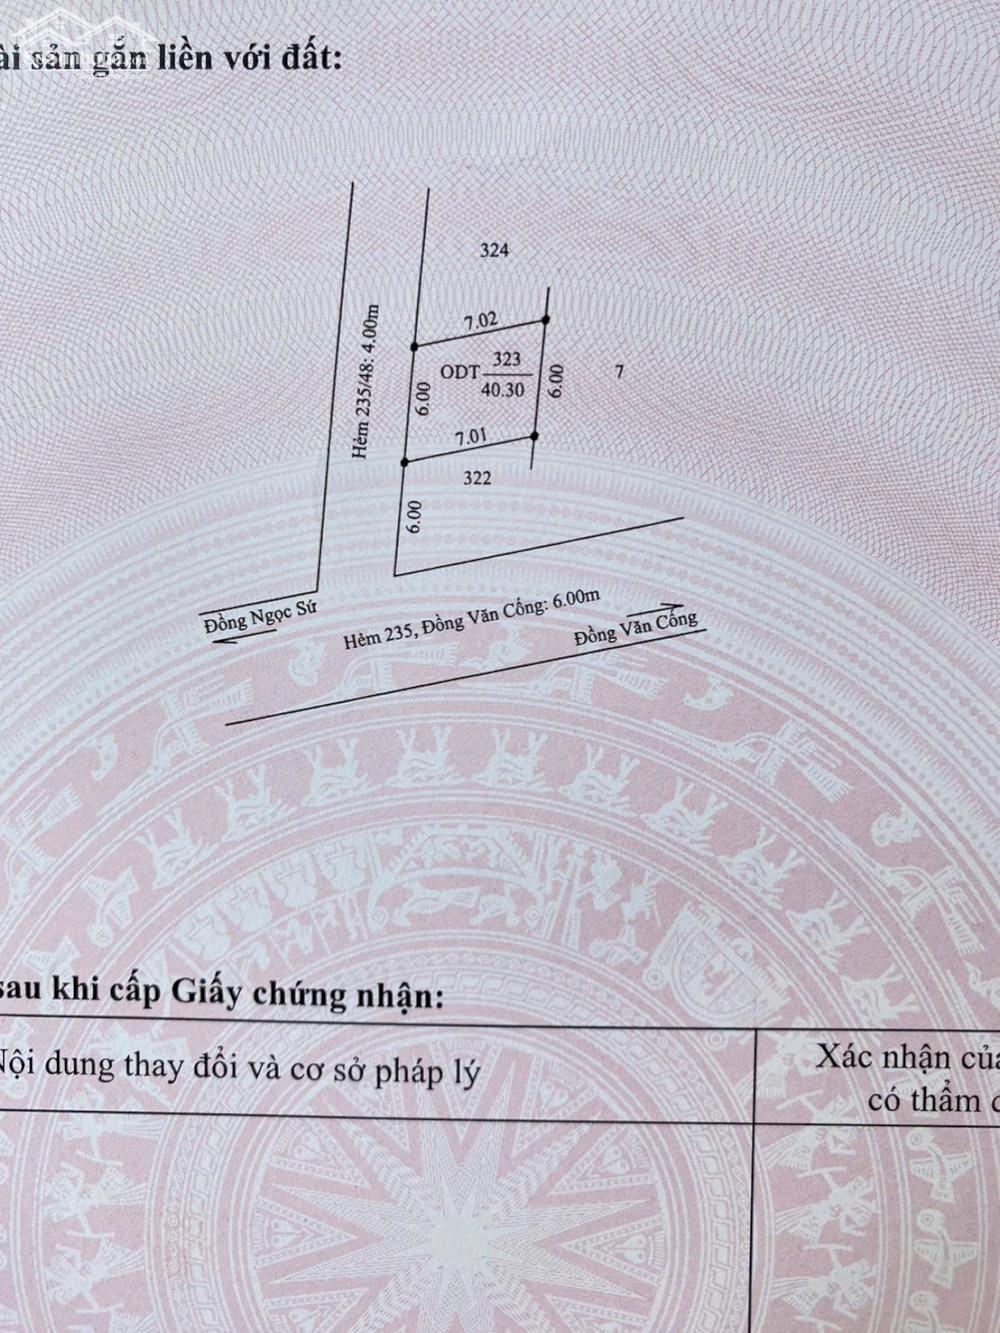 ài sản gắn liền với đất:
324
7.02
Hẻm 235/48: 4.00m
ODT 323
40.30
6.00
6.00
7
7.01
322
6.00
Đồng Ngọc Sứ
Hẻm 235, Đồng Văn Cống: 6.00m
Đồng Văn Cống
sau khi cấp Giấy chứng nhận:
Nội dung thay đổi và cơ sở pháp lý
Xác nhận của
có thẩm q